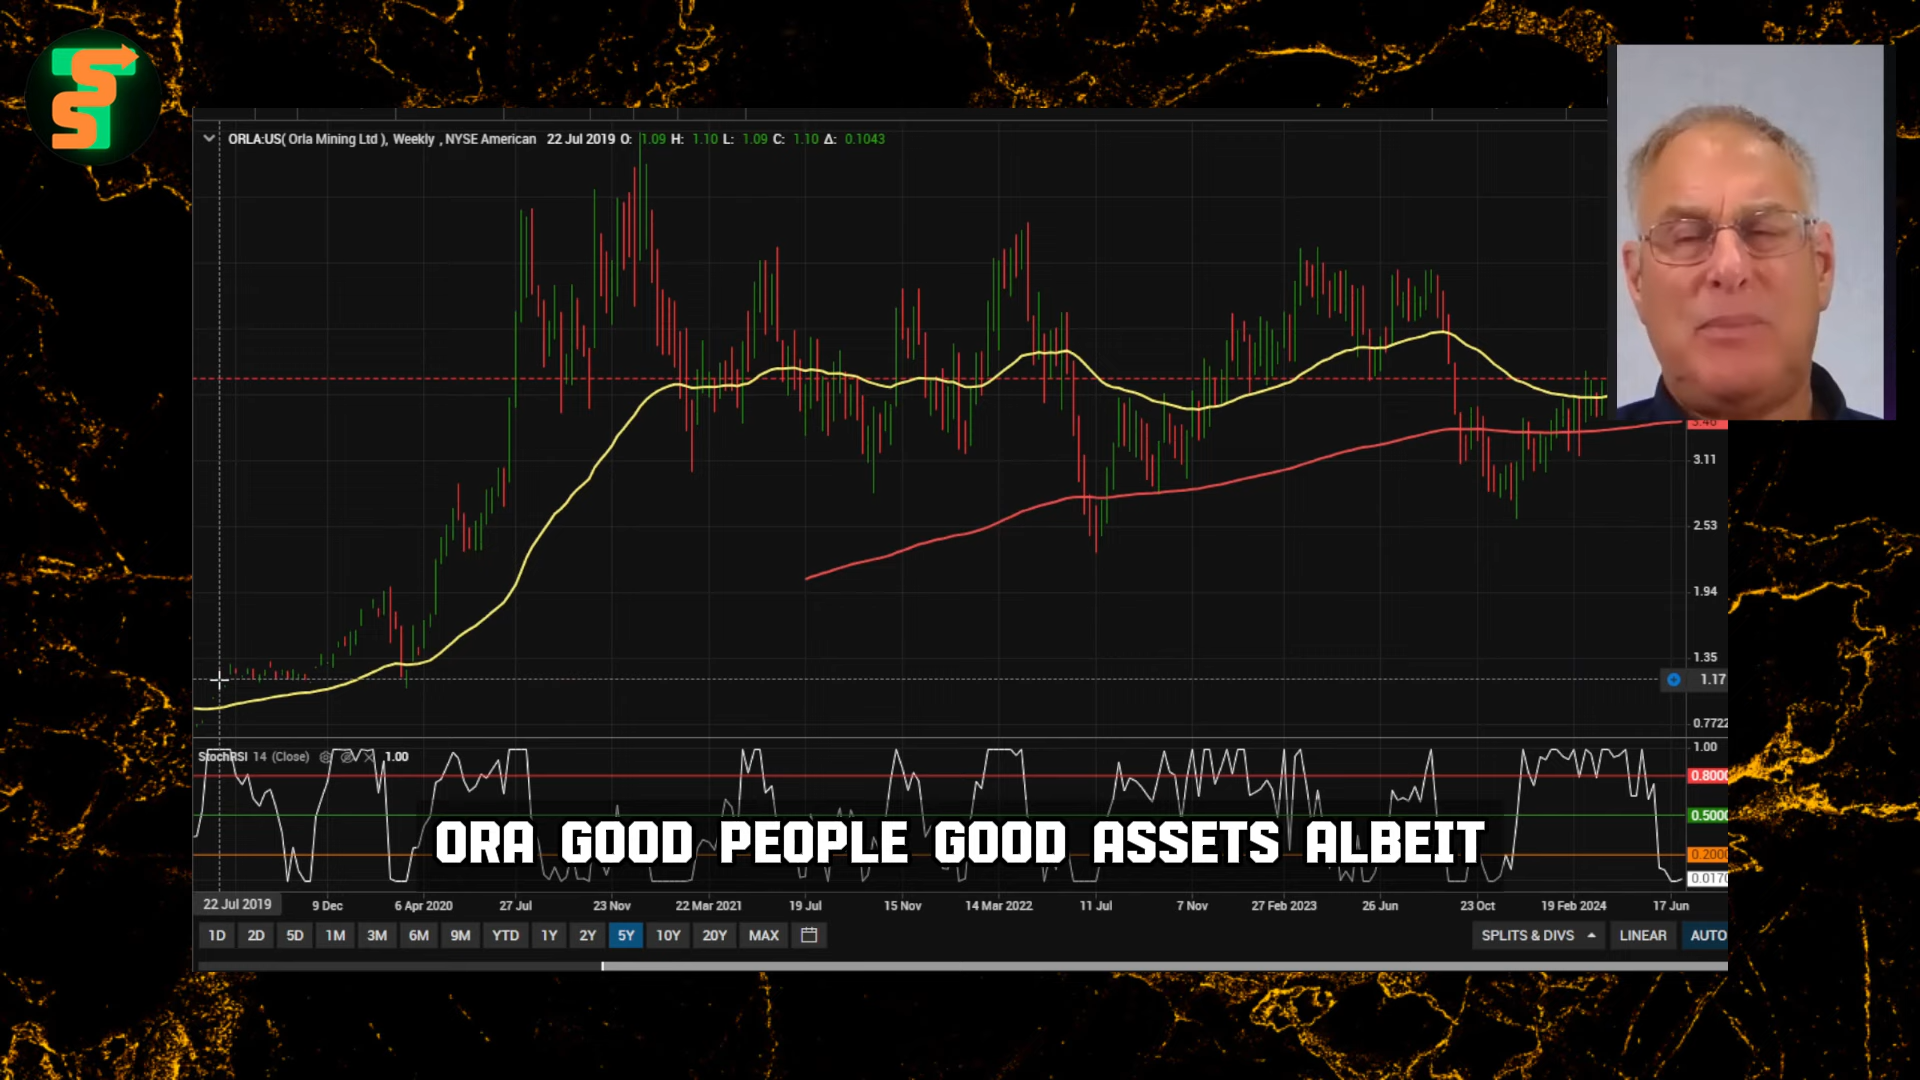 ORLA:US( Orla Mining Ltd ), Weekly , NYSE American 22 Jul 2019 O: 1.09 H: 1.10 L: 1.09 C: 1.10 Δ: 0.1043
3.46
3.11
2.53
1.94
1.35
1.17
0.7722
StochRSI 14 (Close) 1.00
1.00
0.8000
0.5000
0.2000
0.0170
ORA GOOD PEOPLE GOOD ASSETS ALBEIT
22 Jul 2019 9 Dec 6 Apr 2020 27 Jul 23 Nov 22 Mar 2021 19 Jul 15 Nov 14 Mar 2022 11 Jul 7 Nov 27 Feb 2023 26 Jun 23 Oct 19 Feb 2024 17 Jun
1D 2D 5D 1M 3M 6M 9M YTD 1Y 2Y 5Y 10Y 20Y MAX SPLITS & DIVS LINEAR AUTO